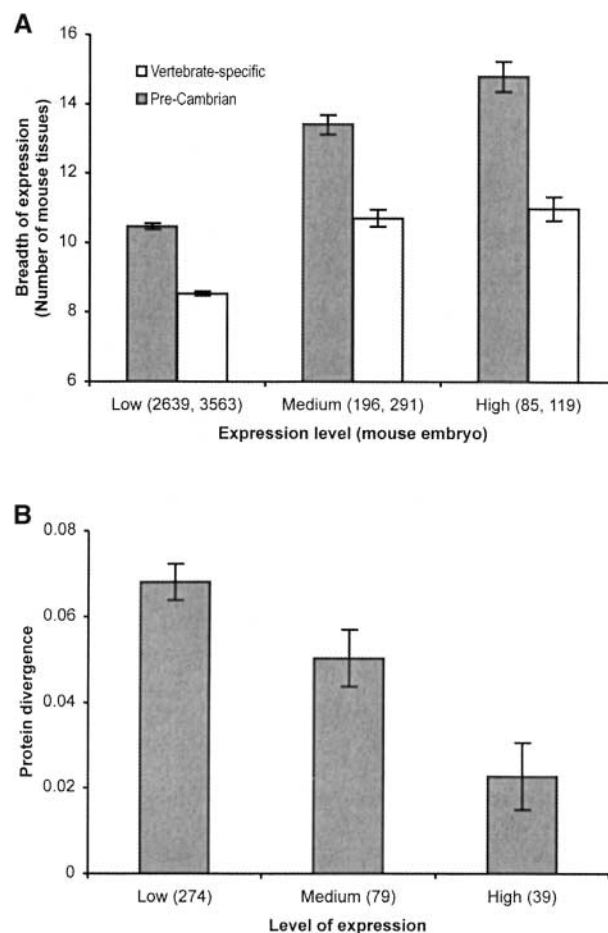 A
16
14
12
10
8
6
Breadth of expression
(Number of mouse tissues)
Vertebrate-specific
Pre-Cambrian
Low (2639, 3563)
Medium (196, 291)
High (85, 119)
Expression level (mouse embryo)
B
0.08
0.06
0.04
0.02
0
Protein divergence
Low (274)
Medium (79)
High (39)
Level of expression